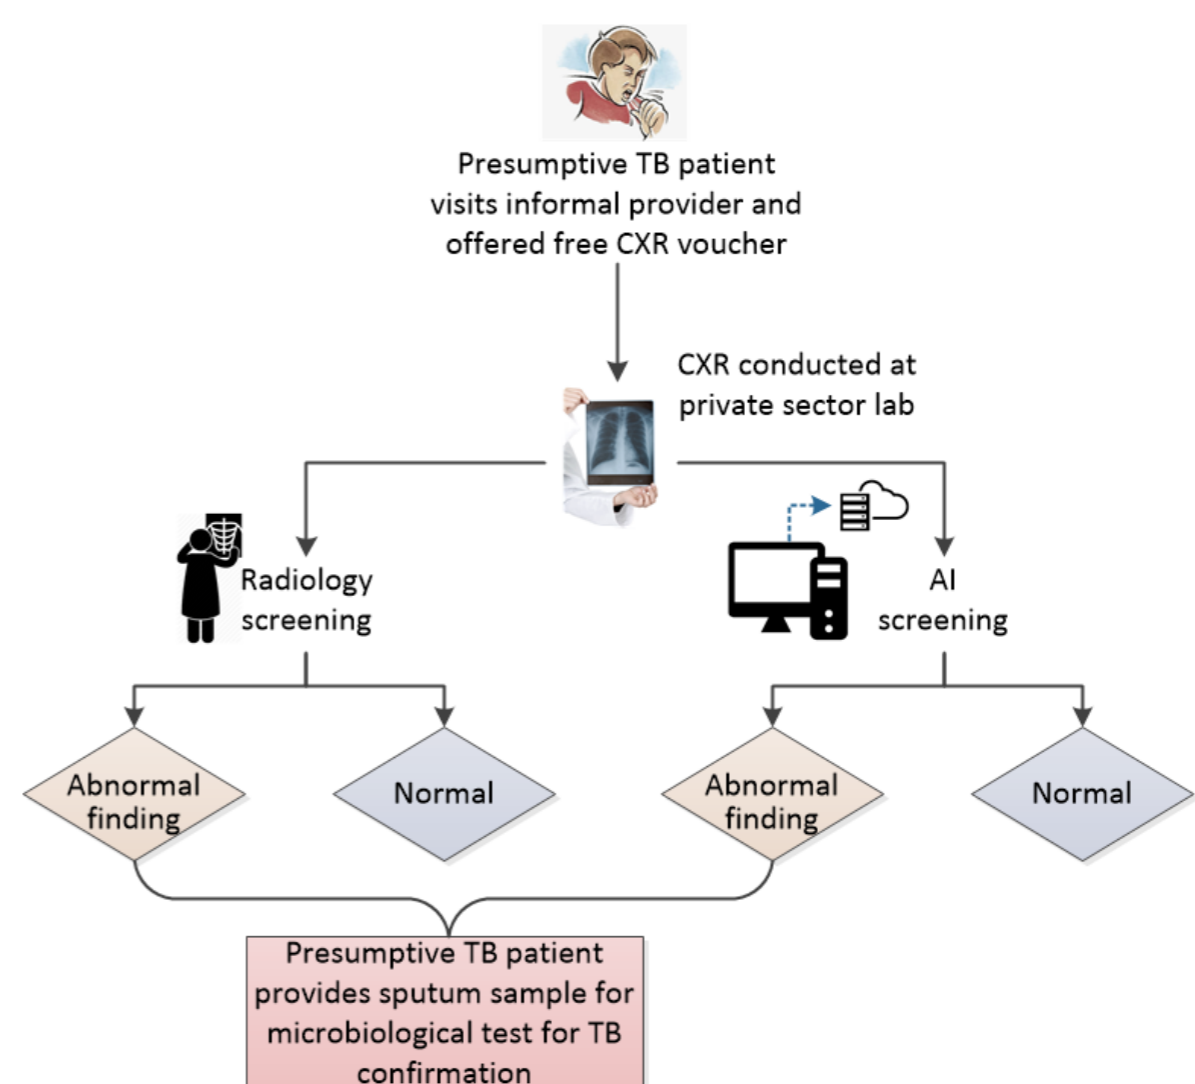 Presumptive TB patient
visits informal provider and
offered free CXR voucher
CXR conducted at
private sector lab
Radiology
screening
AI
screening
Abnormal
finding
Normal
Abnormal
finding
Normal
Presumptive TB patient
provides sputum sample for
microbiological test for TB
confirmation